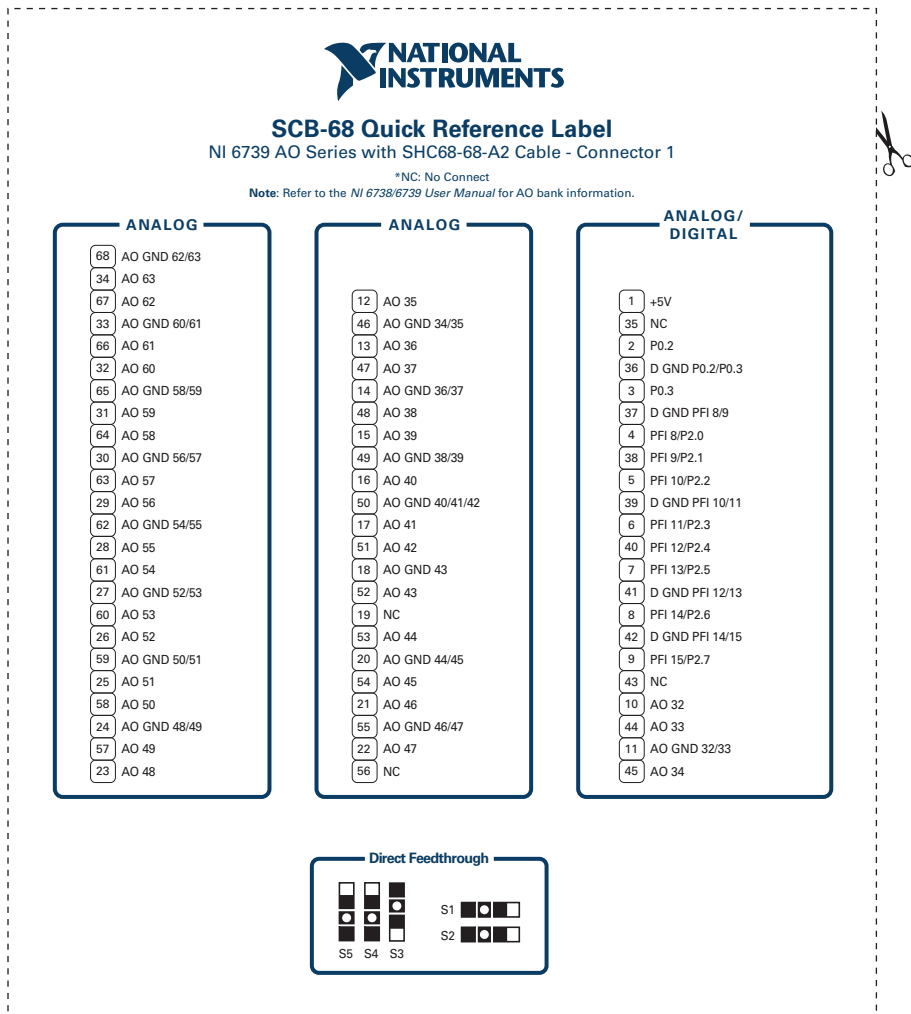 NATIONAL
INSTRUMENTS
SCB-68 Quick Reference Label
NI 6739 AO Series with SHC68-68-A2 Cable - Connector 1
*NC: No Connect
Note: Refer to the NI 6738/6739 User Manual for AO bank information.
ANALOG
68 AO GND 62/63
34 AO 63
67 AO 62
33 AO GND 60/61
66 AO 61
32 AO 60
65 AO GND 58/59
31 AO 59
64 AO 58
30 AO GND 56/57
63 AO 57
29 AO 56
62 AO GND 54/55
28 AO 55
61 AO 54
27 AO GND 52/53
60 AO 53
26 AO 52
59 AO GND 50/51
25 AO 51
58 AO 50
24 AO GND 48/49
57 AO 49
23 AO 48
ANALOG
12 AO 35
46 AO GND 34/35
13 AO 36
47 AO 37
14 AO GND 36/37
48 AO 38
15 AO 39
49 AO GND 38/39
16 AO 40
50 AO GND 40/41/42
17 AO 41
51 AO 42
18 AO GND 43
52 AO 43
19 NC
53 AO 44
20 AO GND 44/45
54 AO 45
21 AO 46
55 AO GND 46/47
22 AO 47
56 NC
ANALOG/
DIGITAL
1 +5V
35 NC
2 P0.2
36 D GND P0.2/P0.3
3 P0.3
37 D GND PFI 8/9
4 PFI 8/P2.0
38 PFI 9/P2.1
5 PFI 10/P2.2
39 D GND PFI 10/11
6 PFI 11/P2.3
40 PFI 12/P2.4
7 PFI 13/P2.5
41 D GND PFI 12/13
8 PFI 14/P2.6
42 D GND PFI 14/15
9 PFI 15/P2.7
43 NC
10 AO 32
44 AO 33
11 AO GND 32/33
45 AO 34
Direct Feedthrough
S5 S4 S3
S1
S2